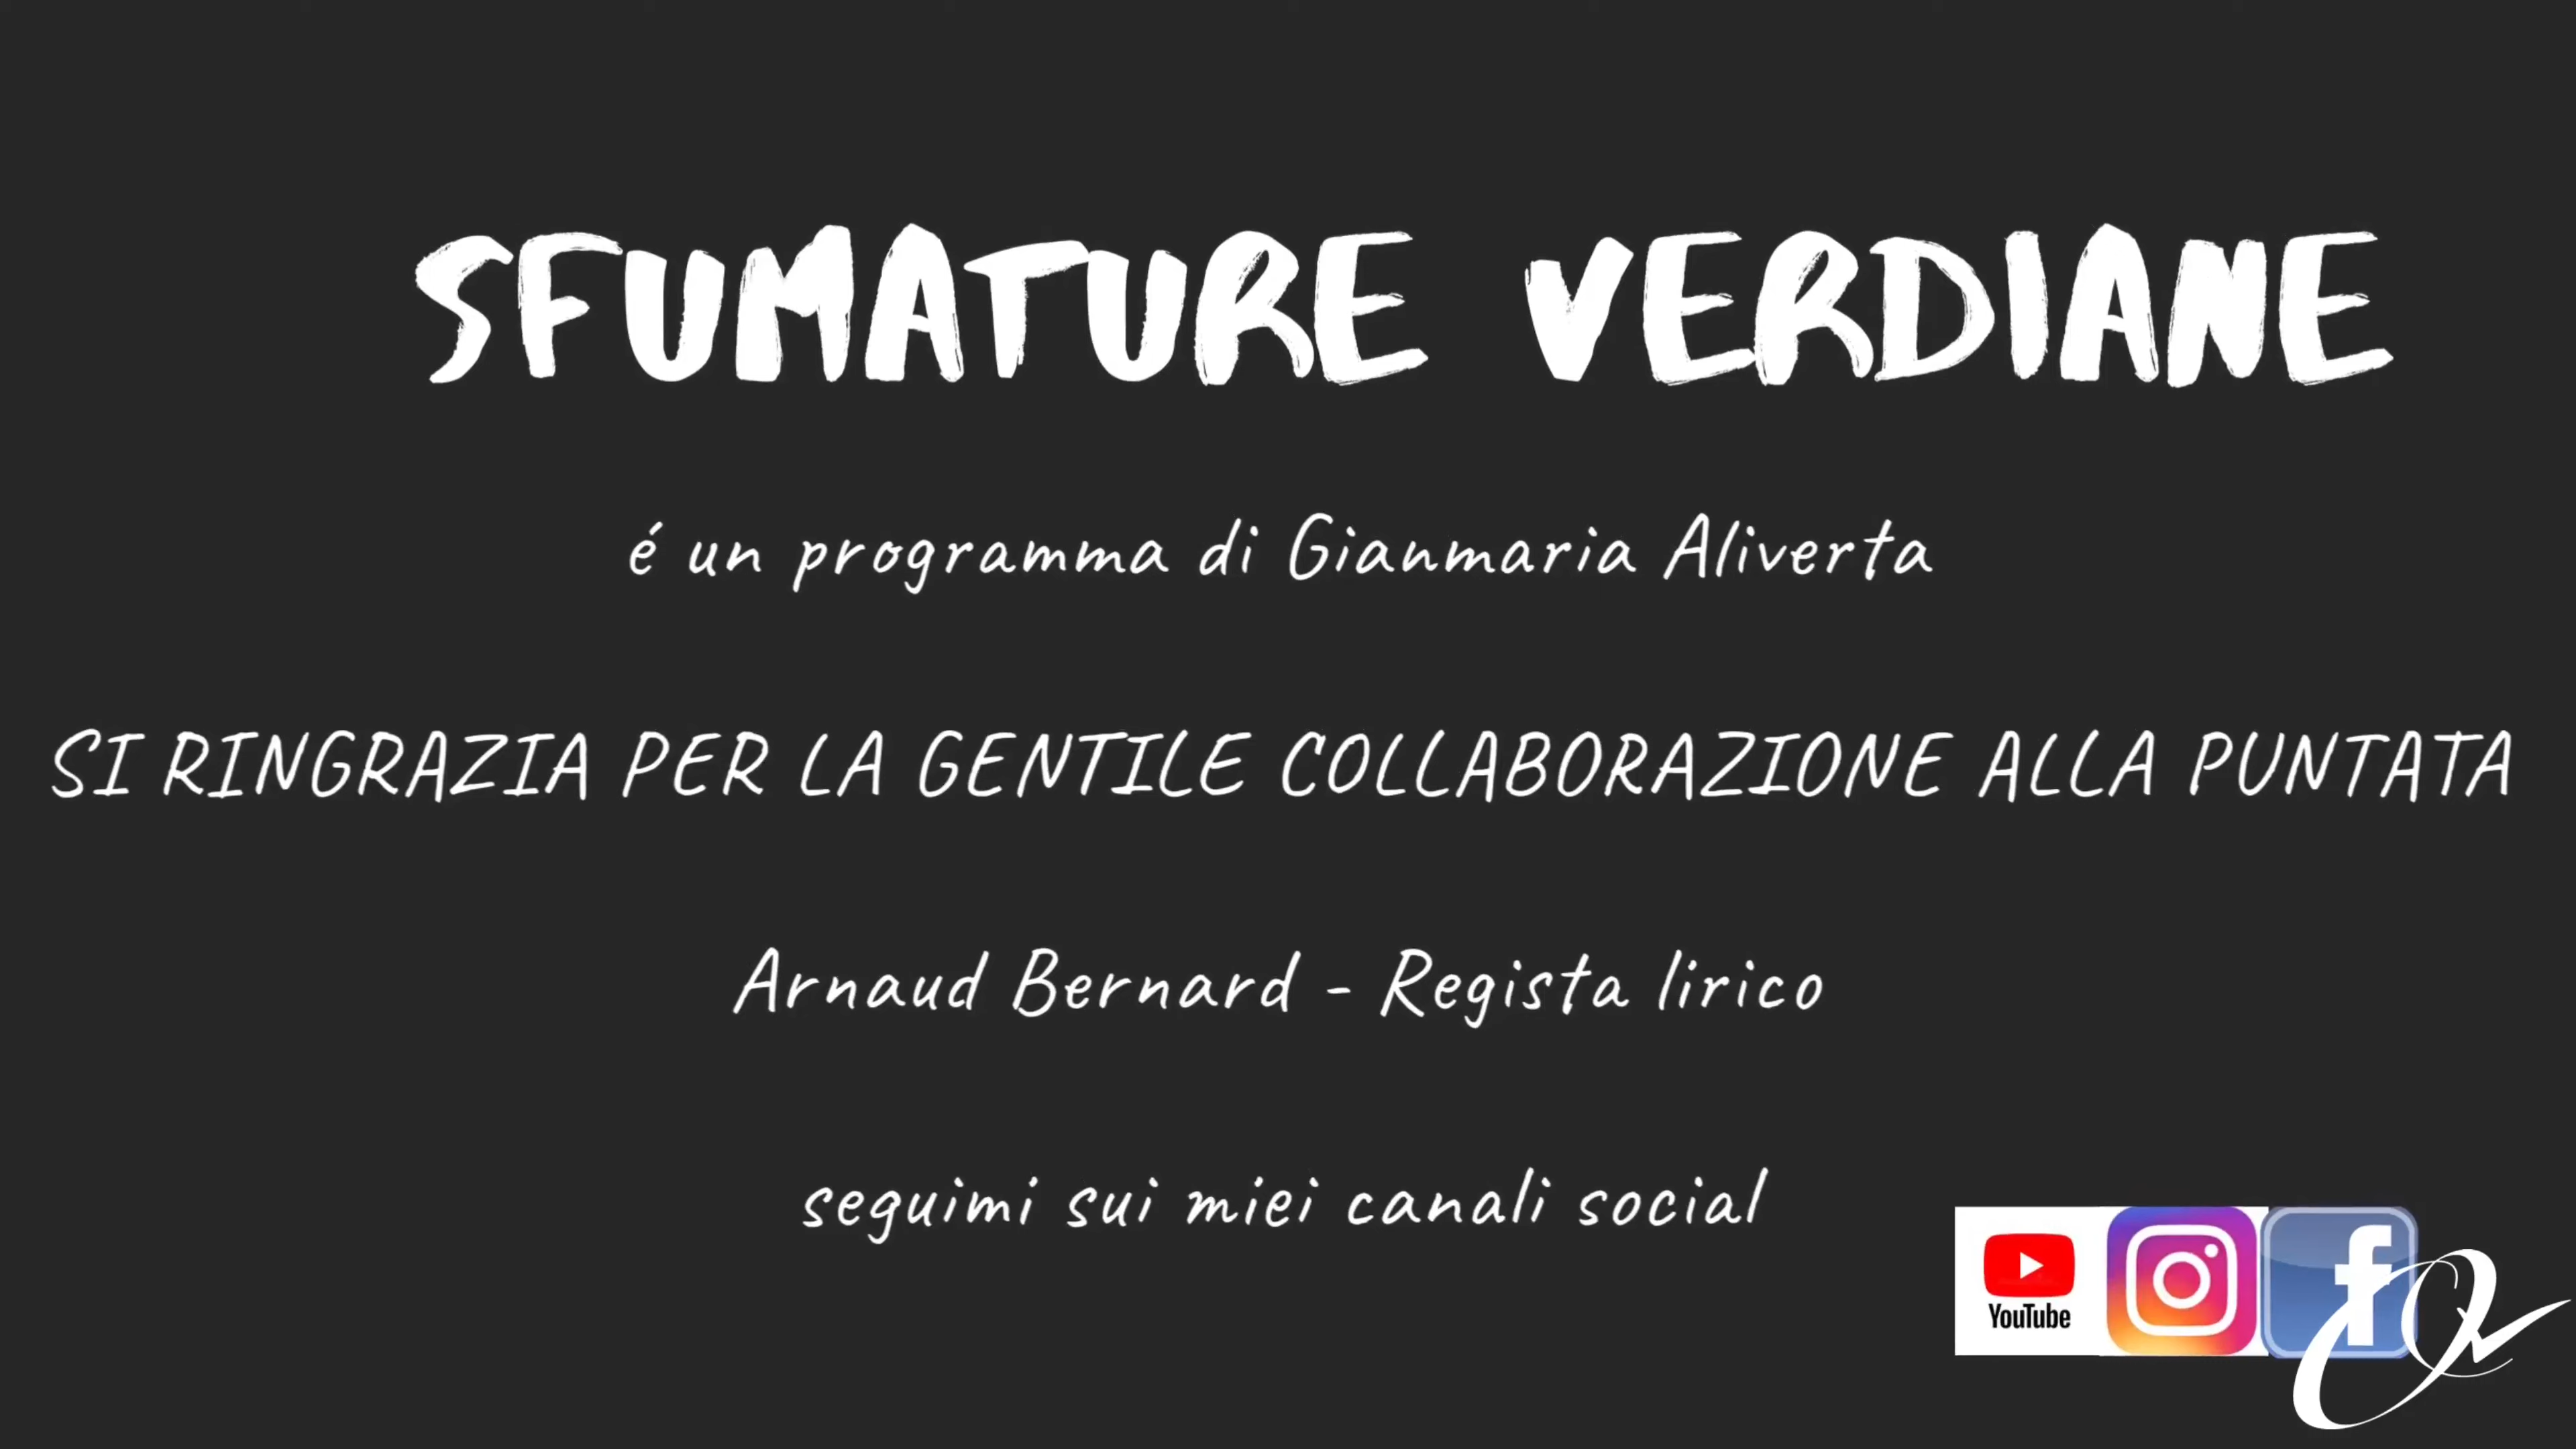 SFUMATURE VERDIANE
é un programma di Gianmaria Aliverta
SI RINGRAZIA PER LA GENTILE COLLABORAZIONE ALLA PUNTATA
Arnaud Bernard - Regista lirico
seguimi sui miei canali social
YouTube